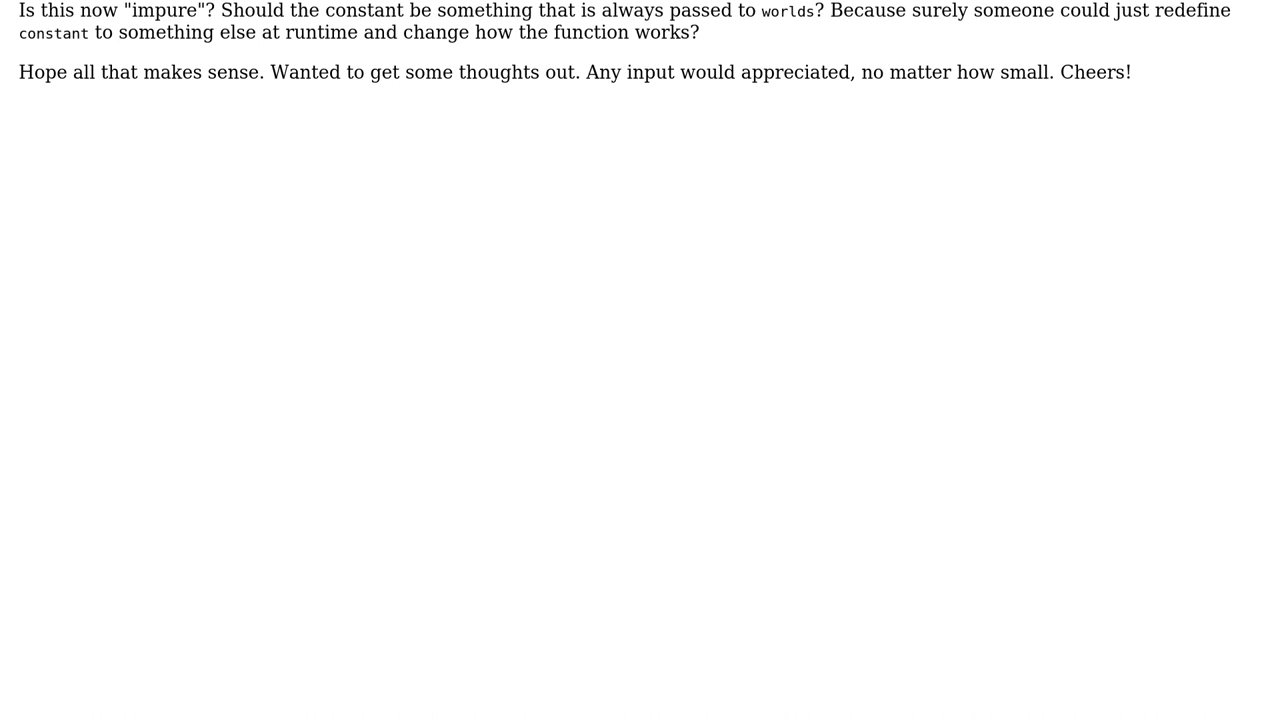 Is this now "impure"? Should the constant be something that is always passed to worlds? Because surely someone could just redefine
constant to something else at runtime and change how the function works?
Hope all that makes sense. Wanted to get some thoughts out. Any input would appreciated, no matter how small. Cheers!